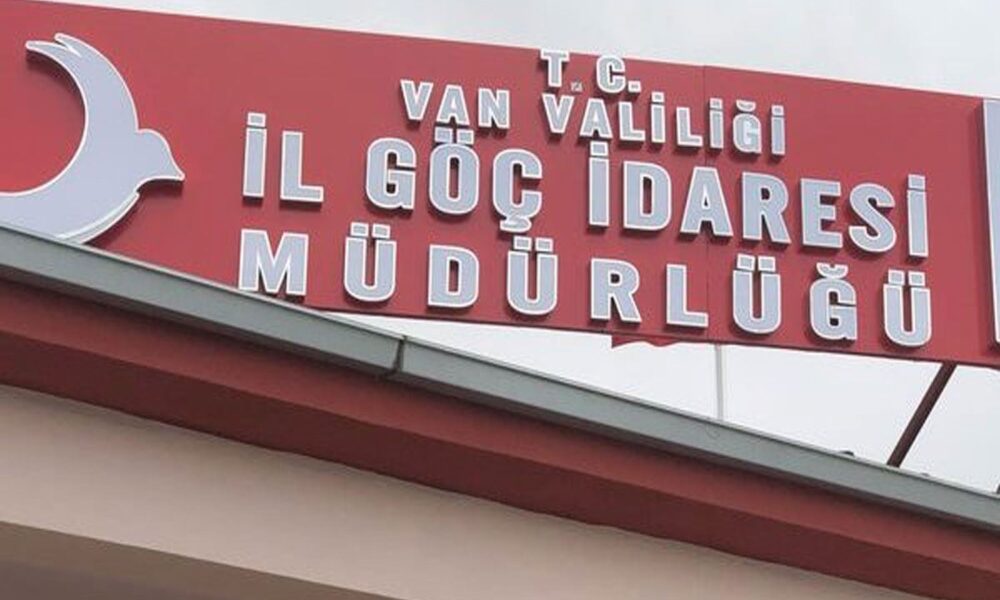 T.C.
VAN VALİLİĞİ
İL GÖÇ İDARESİ
MÜDÜRLÜĞÜ